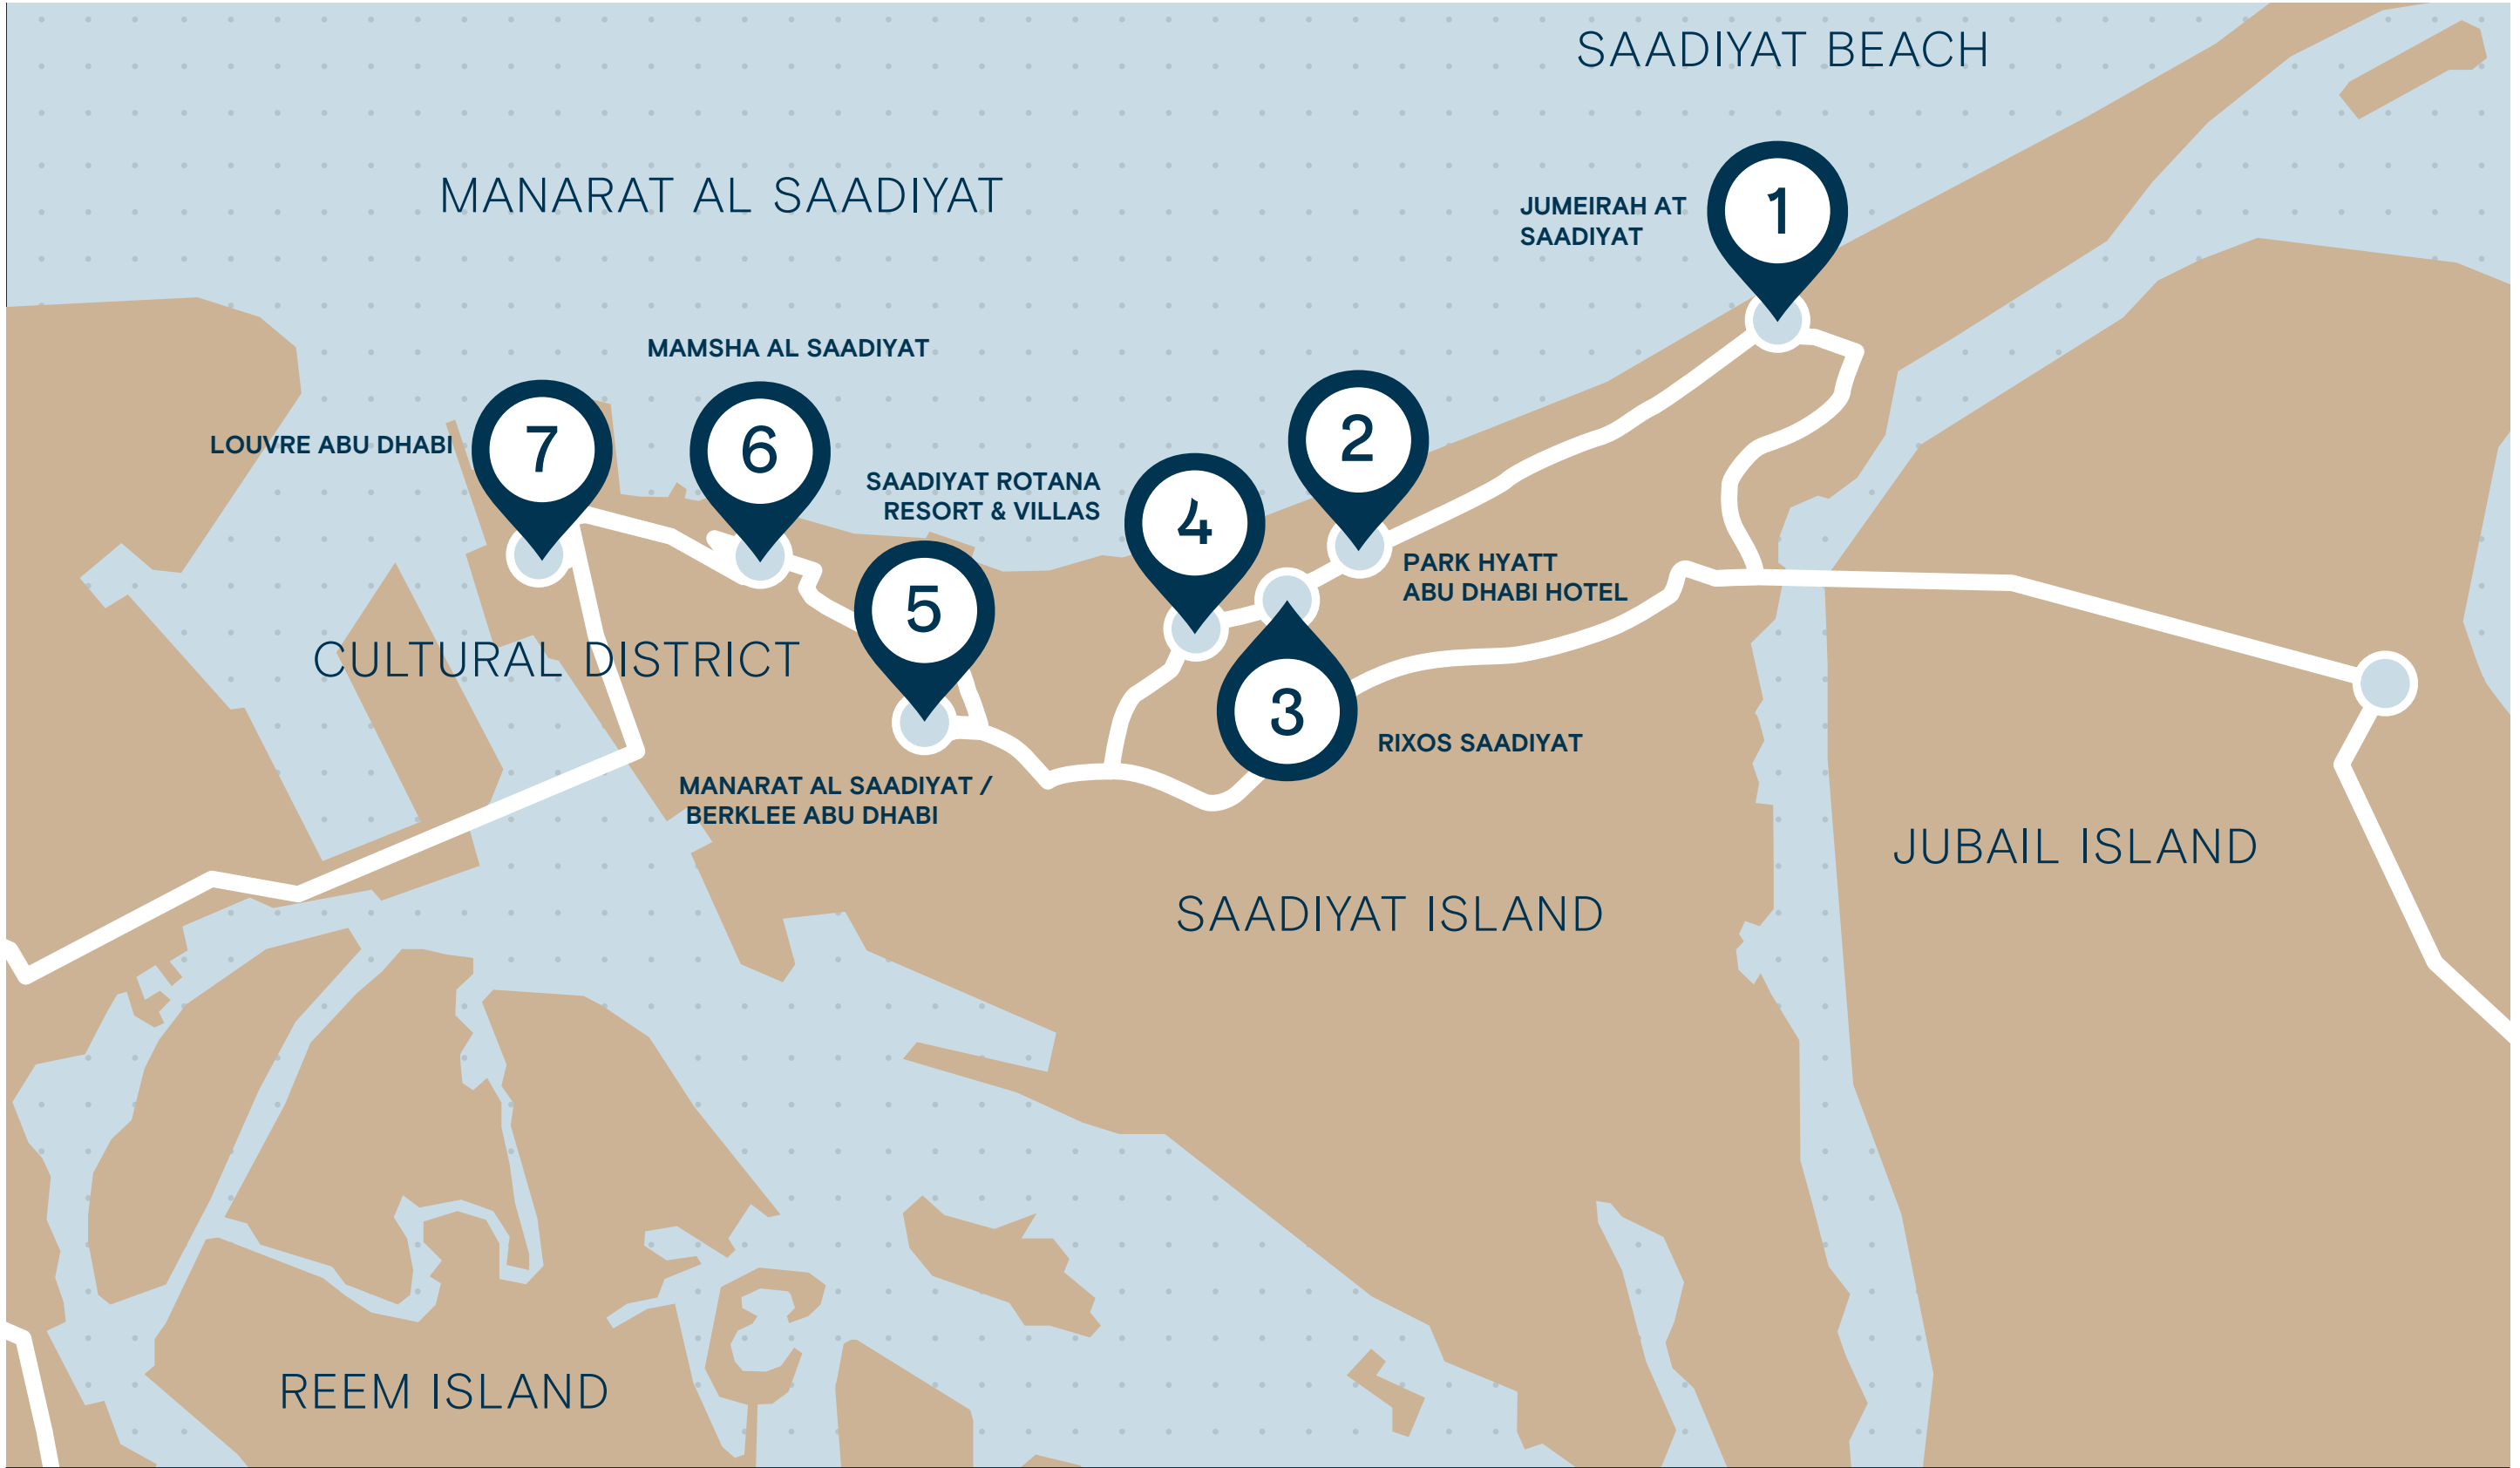 SAADIYAT BEACH
MANARAT AL SAADIYAT
1
JUMEIRAH AT
SAADIYAT
MAMSHA AL SAADIYAT
LOUVRE ABU DHABI
7
6
2
SAADIYAT ROTANA
RESORT & VILLAS
4
PARK HYATT
ABU DHABI HOTEL
5
CULTURAL DISTRICT
3
RIXOS SAADIYAT
MANARAT AL SAADIYAT /
BERKLEE ABU DHABI
JUBAIL ISLAND
SAADIYAT ISLAND
REEM ISLAND